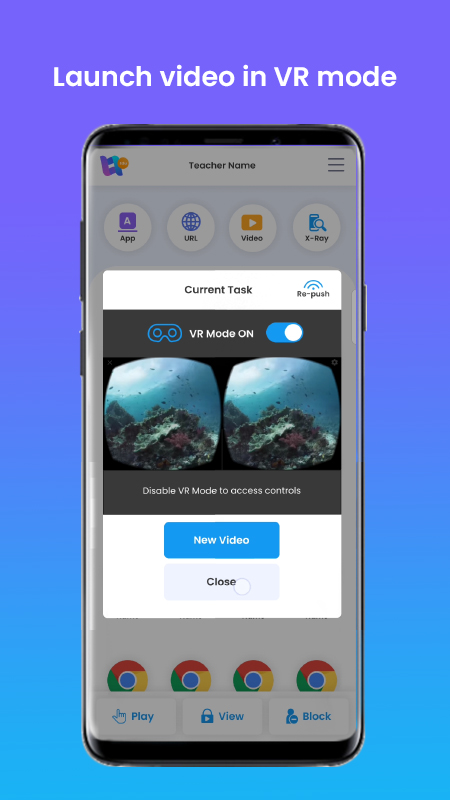 Launch video in VR mode
Teacher Name
App
URL
Video
X-Ray
Current Task
Re-push
VR Mode ON
Disable VR Mode to access controls
New Video
Close
Play
View
Block